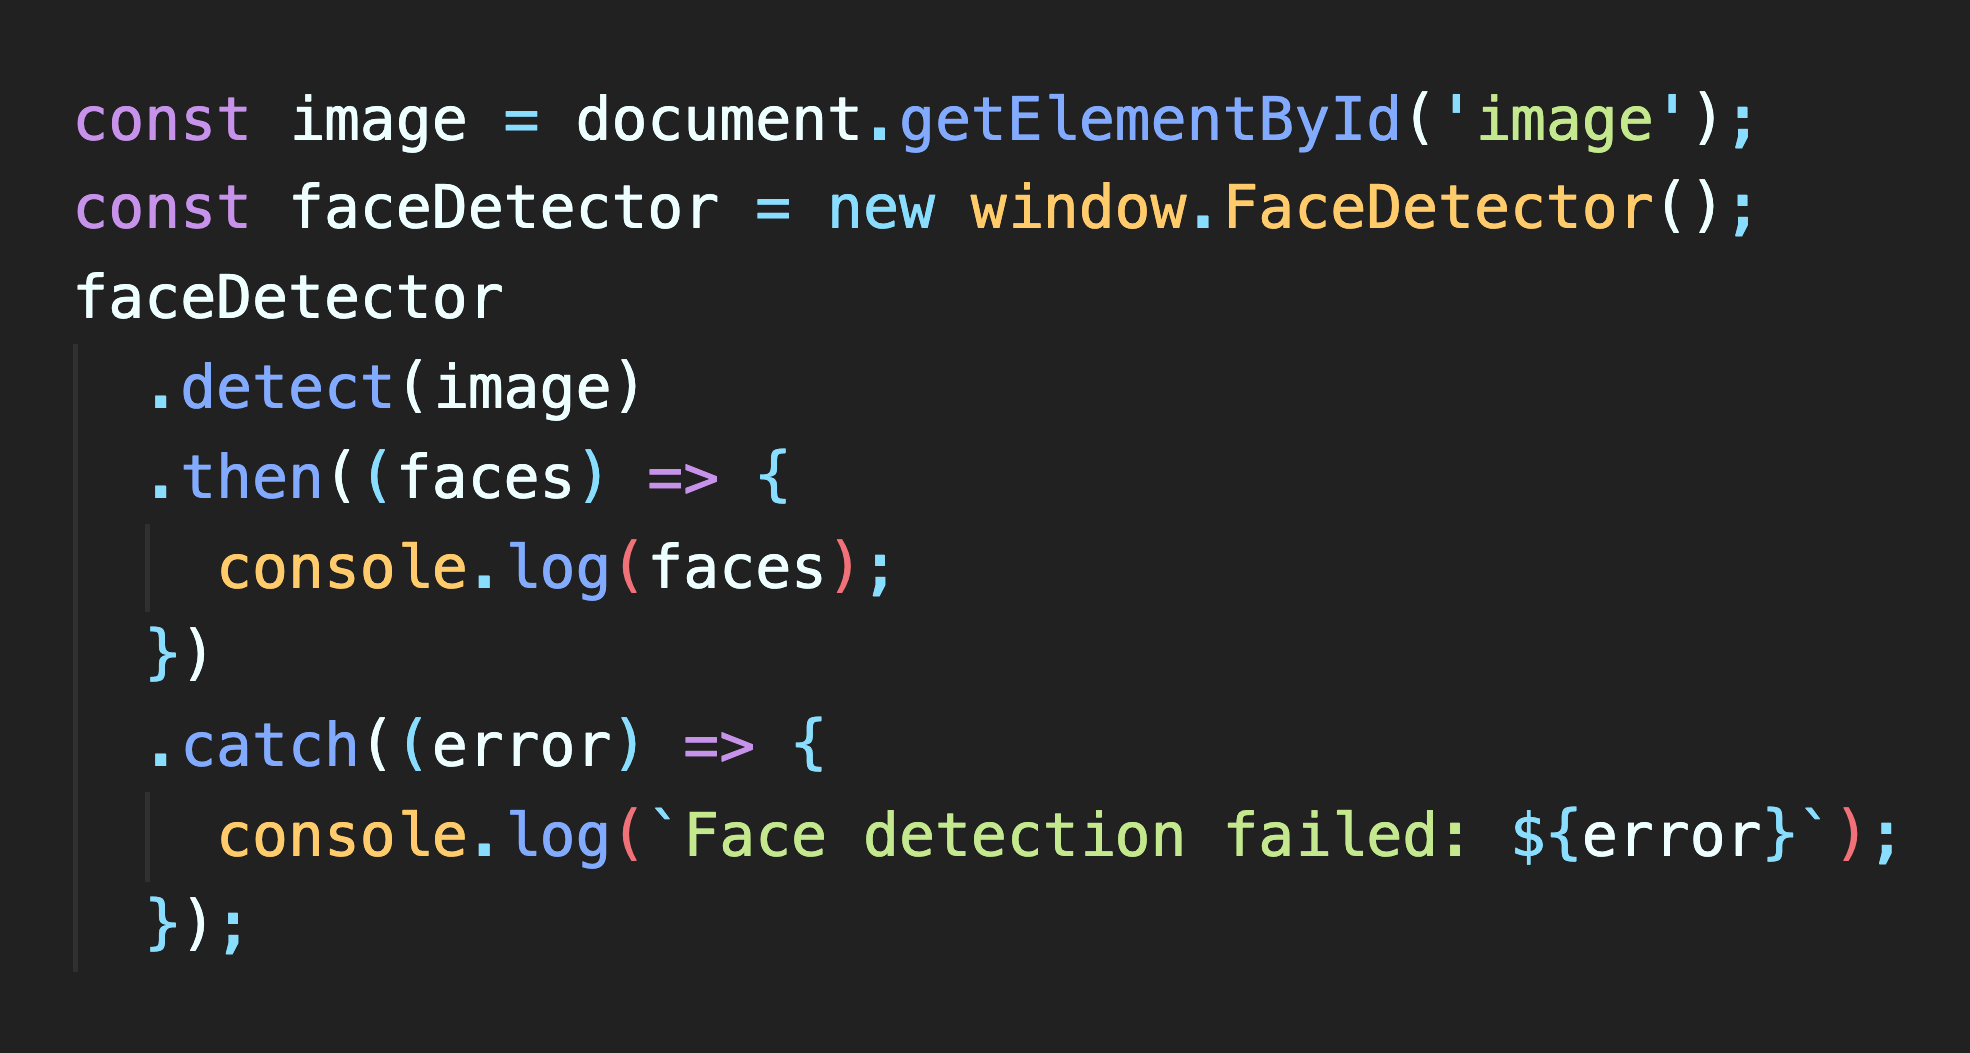 const image = document.getElementById('image');
const faceDetector = new window.FaceDetector();
faceDetector
  .detect(image)
  .then((faces) => {
    console.log(faces);
  })
  .catch((error) => {
    console.log(`Face detection failed: ${error}`);
  });